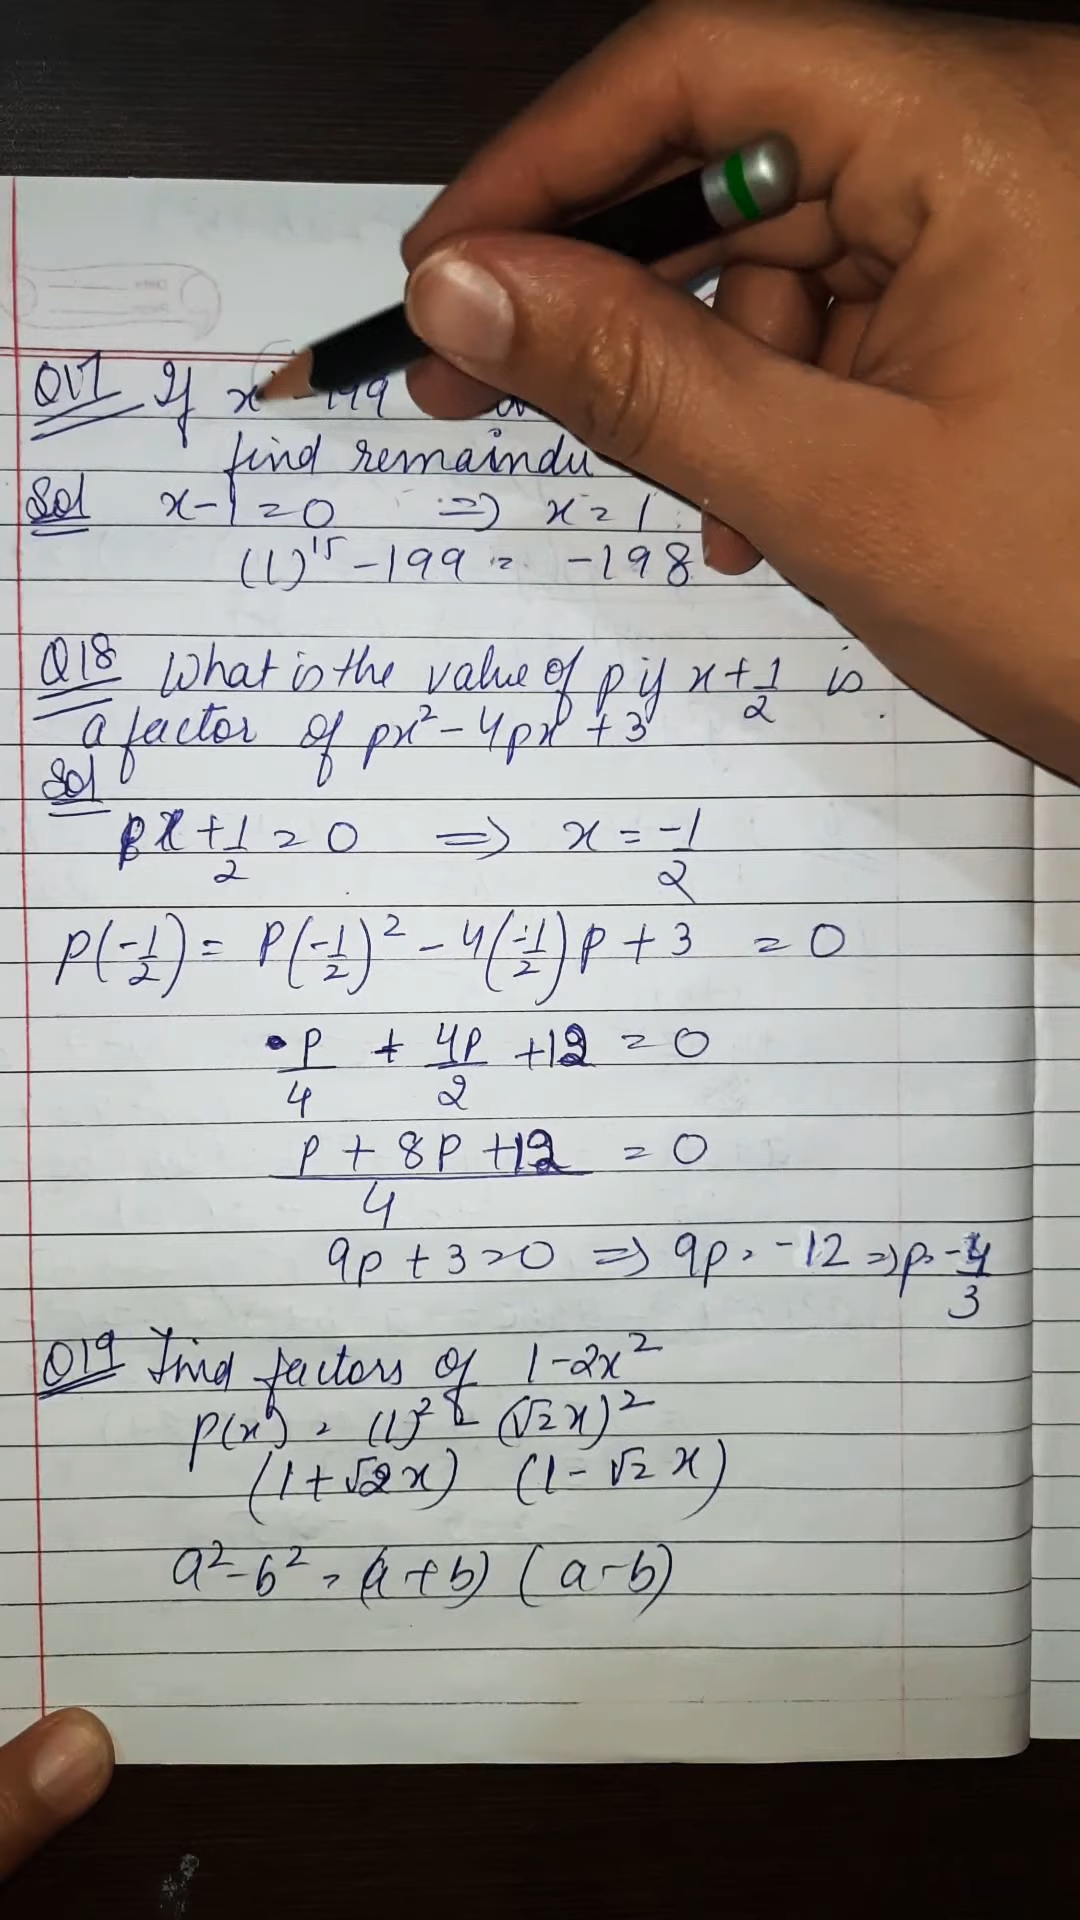 Q17 If x -199
find remainder
Sol x-1=0 => x=1
(1)^15 -199 = -198
Q18 What is the value of p if x+1/2 is
a factor of px²-4px+3
Sol
x+1/2=0 => x=-1/2
P(-1/2) = P(-1/2)² - 4(-1/2)p + 3 = 0
P/4 + 4P/2 + 12 = 0
(P + 8P + 12)/4 = 0
9p + 3 = 0 => 9p = -12 => p = -4/3
Q19 Find factors of 1-2x²
P(x) = (1)² - (√2x)²
(1+√2x) (1-√2x)
a²-b² = (a+b) (a-b)